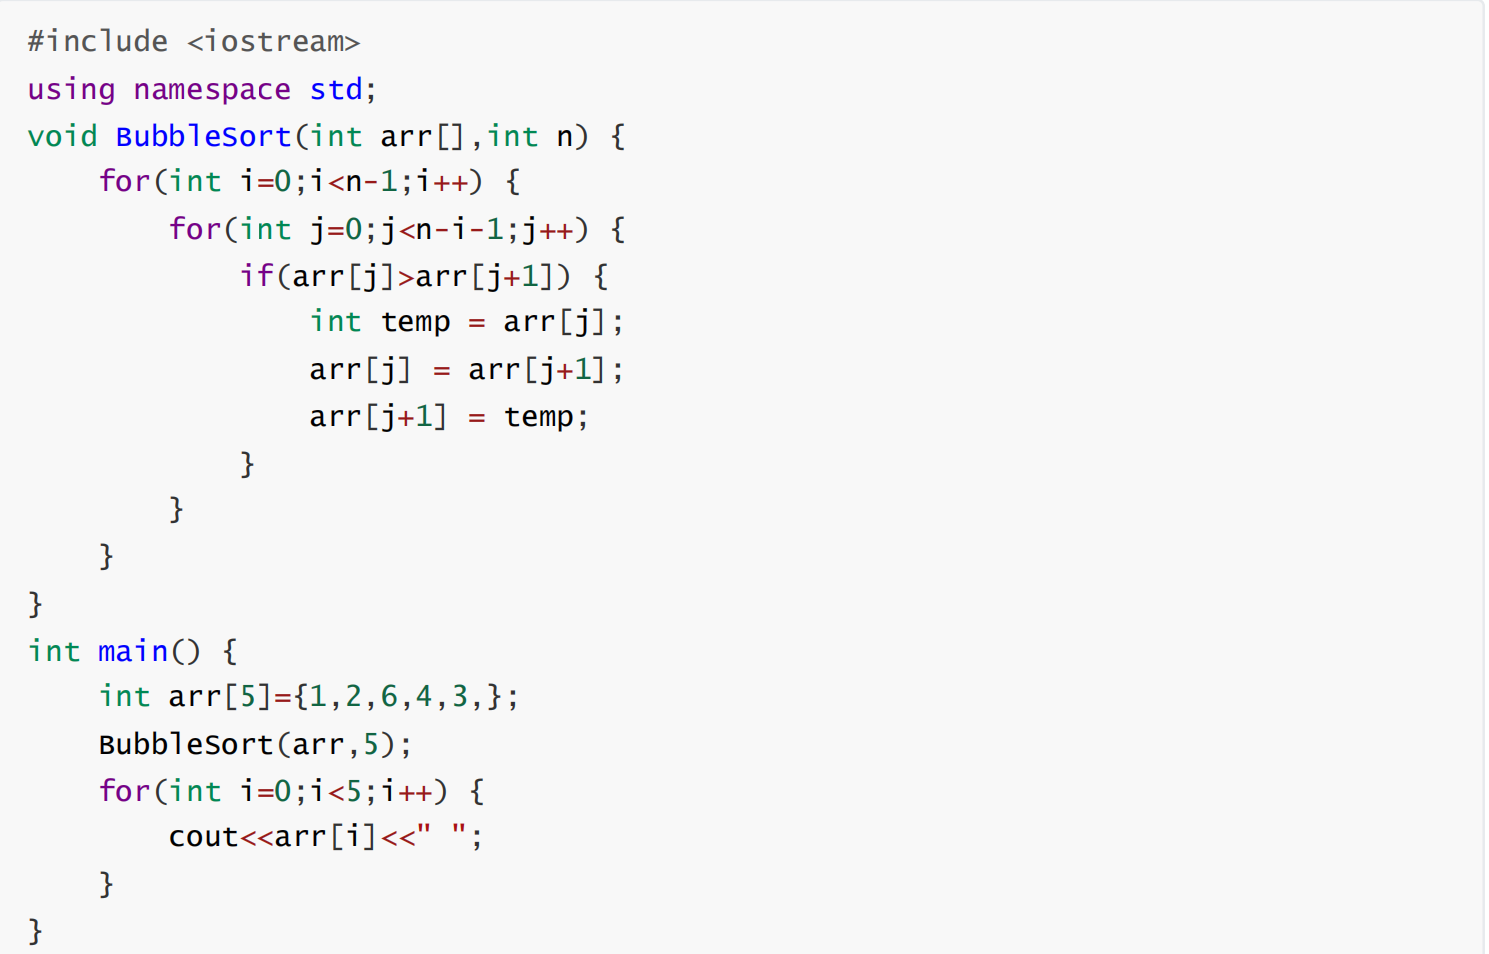 #include <iostream>
using namespace std;
void BubbleSort(int arr[],int n) {
    for(int i=0;i<n-1;i++) {
        for(int j=0;j<n-i-1;j++) {
            if(arr[j]>arr[j+1]) {
                int temp = arr[j];
                arr[j] = arr[j+1];
                arr[j+1] = temp;
            }
        }
    }
}
int main() {
    int arr[5]={1,2,6,4,3,};
    BubbleSort(arr,5);
    for(int i=0;i<5;i++) {
        cout<<arr[i]<<" ";
    }
}